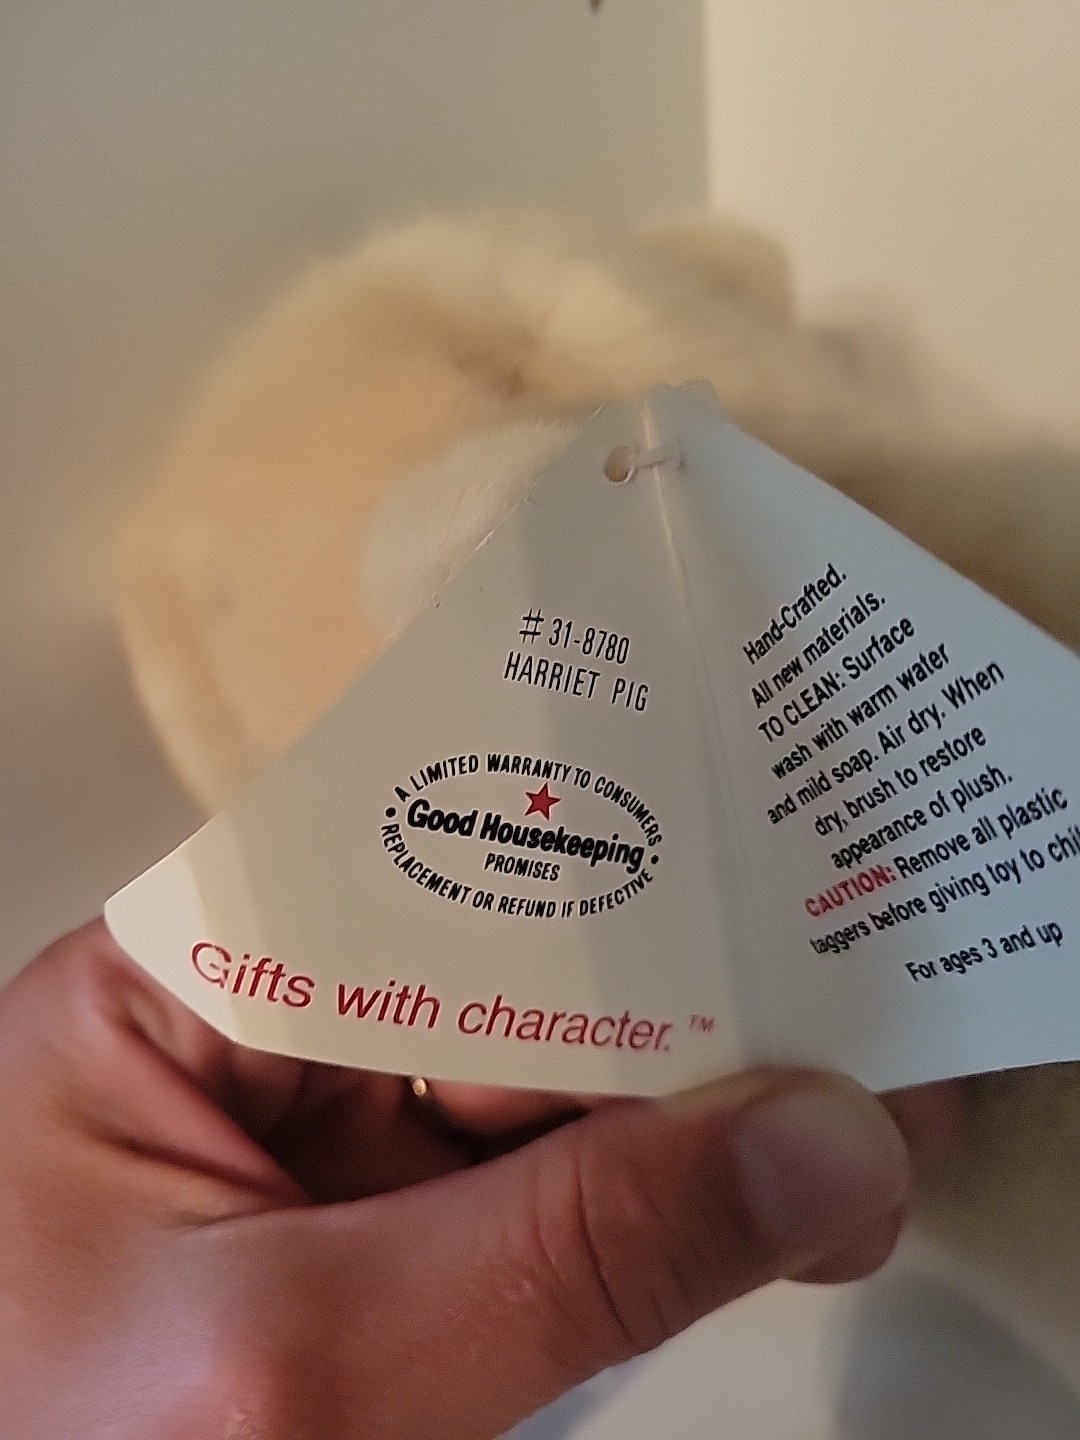 # 31-8780
HARRIET PIG
A LIMITED WARRANTY TO CONSUMERS
Good Housekeeping
PROMISES
• REPLACEMENT OR REFUND IF DEFECTIVE •
Gifts with character.™
Hand-Crafted.
All new materials.
TO CLEAN: Surface
wash with warm water
and mild soap. Air dry. When
dry, brush to restore
appearance of plush.
CAUTION: Remove all plastic
taggers before giving toy to chi
For ages 3 and up